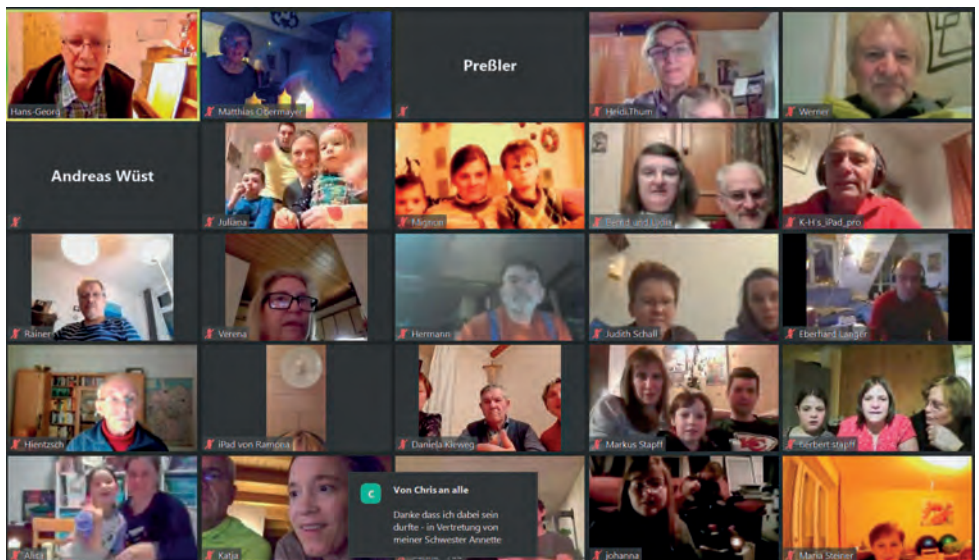 Hans-Georg
Matthias Obermayer
Preßler
Heidi.Thum
Werner
Andreas Wüst
Juliana
Mignon
Bernd und Lydia
K-H's_iPad_pro
Rainer
Verena
Hermann
Judith Schall
Eberhard Langer
Hientzsch
iPad von Ramona
Daniela Kleweg
Markus Stapff
herbert stapff
Katja
C
Von Chris an alle
Danke dass ich dabei sein
durfte - in Vertretung von
meiner Schwester Annette
johanna
Maria Steiner